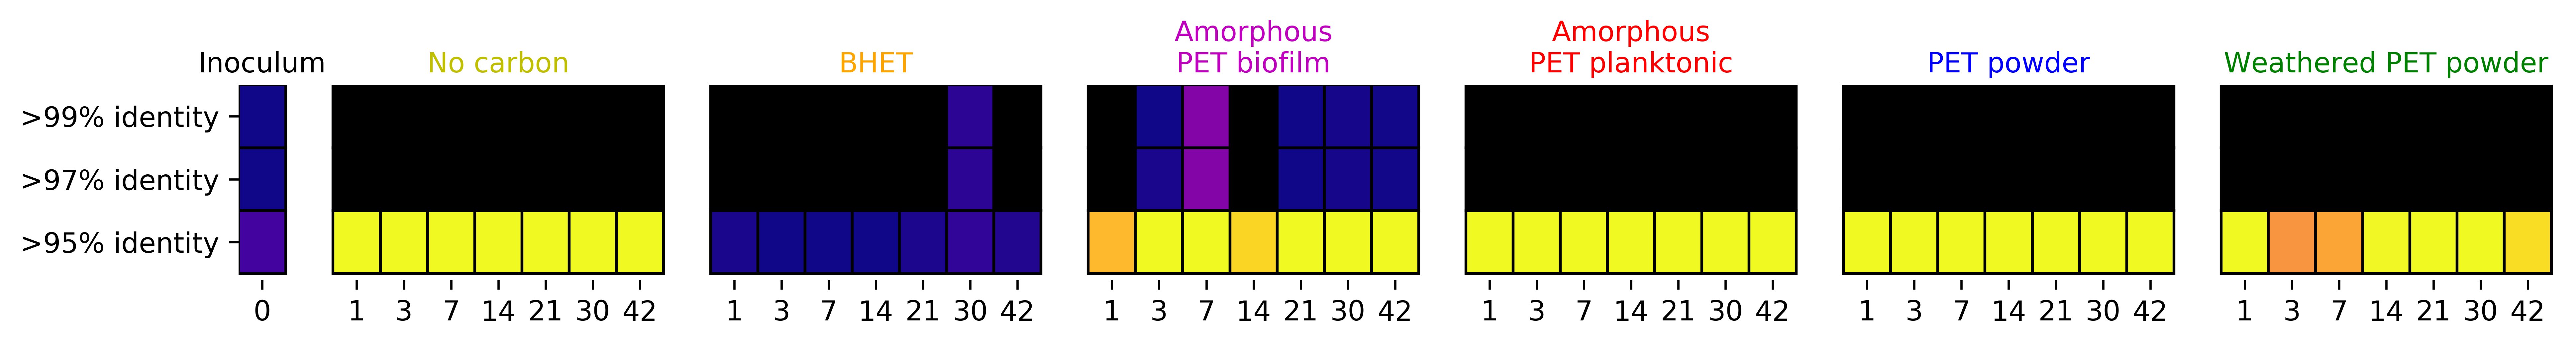 Inoculum
No carbon
BHET
Amorphous
PET biofilm
Amorphous
PET planktonic
PET powder
Weathered PET powder
>99% identity
>97% identity
>95% identity
0
1 3 7 14 21 30 42
1 3 7 14 21 30 42
1 3 7 14 21 30 42
1 3 7 14 21 30 42
1 3 7 14 21 30 42
1 3 7 14 21 30 42